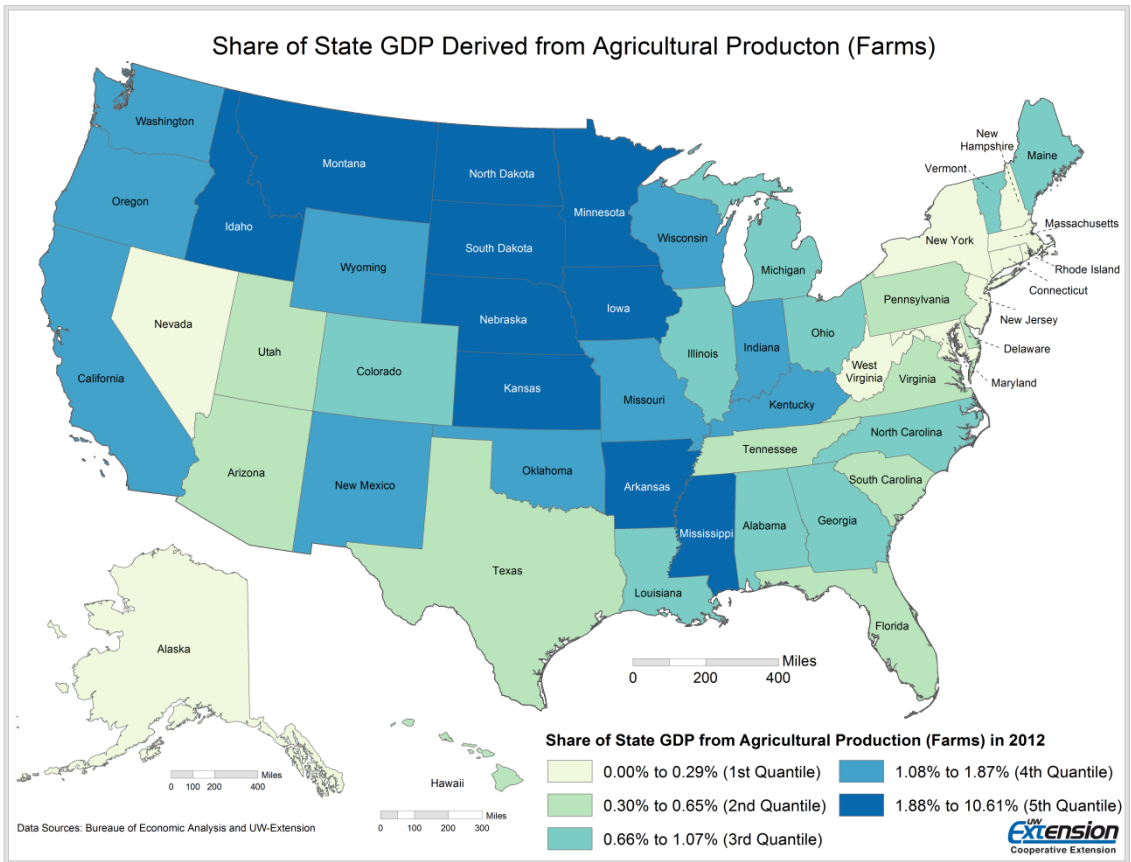 Share of State GDP Derived from Agricultural Producton (Farms)
Washington
Montana
North Dakota
Minnesota
New
Hampshire
Maine
Vermont
Oregon
Idaho
Wyoming
South Dakota
Wisconsin
Michigan
New York
Massachusetts
Rhode Island
Connecticut
New Jersey
Delaware
Maryland
Pennsylvania
Nevada
Utah
Colorado
Nebraska
Iowa
Illinois
Indiana
Ohio
West
Virginia
Virginia
California
Kansas
Missouri
Kentucky
North Carolina
Tennessee
South Carolina
Arizona
New Mexico
Oklahoma
Arkansas
Mississippi
Alabama
Georgia
Texas
Louisiana
Florida
Alaska
Hawaii
Miles
0 200 400
Miles
0 100 200 400
Miles
0 50 100 200 300
Share of State GDP from Agricultural Production (Farms) in 2012
0.00% to 0.29% (1st Quantile)
0.30% to 0.65% (2nd Quantile)
0.66% to 1.07% (3rd Quantile)
1.08% to 1.87% (4th Quantile)
1.88% to 10.61% (5th Quantile)
Data Sources: Bureaue of Economic Analysis and UW-Extension
UW
Extension
Cooperative Extension